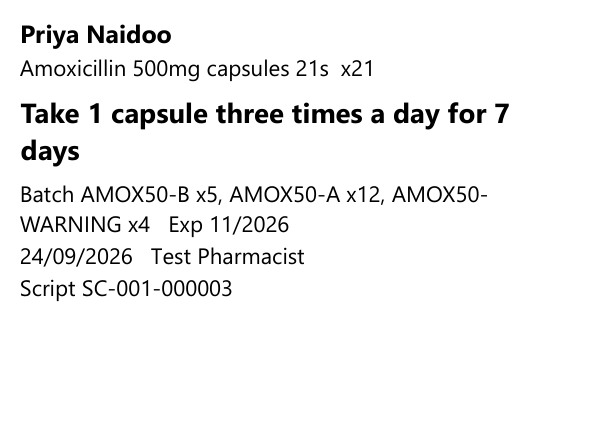 Priya Naidoo
Amoxicillin 500mg capsules 21s  x21
Take 1 capsule three times a day for 7
days
Batch AMOX50-B x5, AMOX50-A x12, AMOX50-
WARNING x4   Exp 11/2026
24/09/2026   Test Pharmacist
Script SC-001-000003